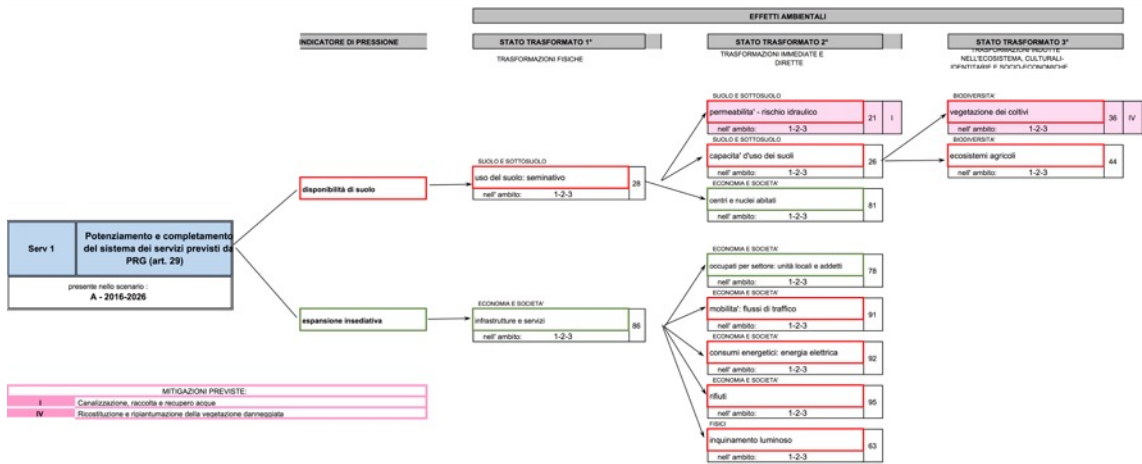 EFFETTI AMBIENTALI
INDICATORE DI PRESSIONE
STATO TRASFORMATO 1°
STATO TRASFORMATO 2°
STATO TRASFORMATO 3°
TRASFORMAZIONI FISICHE
TRASFORMAZIONI IMMEDIATE E
DIRETTE
TRASFORMAZIONI INDOTTE
NELL'ECOSISTEMA, CULTURALI-
IDENTITARIE E SOCIO-ECONOMICHE
SUOLO E SOTTOSUOLO
permeabilita' - rischio idraulico
21
I
nell' ambito: 1-2-3
BIODIVERSITA'
vegetazione dei coltivi
36
IV
nell' ambito: 1-2-3
SUOLO E SOTTOSUOLO
capacita' d'uso dei suoli
26
nell' ambito: 1-2-3
BIODIVERSITA'
ecosistemi agricoli
44
nell' ambito: 1-2-3
disponibilità di suolo
SUOLO E SOTTOSUOLO
uso del suolo: seminativo
28
nell' ambito: 1-2-3
ECONOMIA E SOCIETA'
centri e nuclei abitati
81
nell' ambito: 1-2-3
Serv 1
Potenziamento e completamento
del sistema dei servizi previsti da
PRG (art. 29)
presente nello scenario :
A - 2016-2026
espansione insediativa
ECONOMIA E SOCIETA'
infrastrutture e servizi
86
nell' ambito: 1-2-3
ECONOMIA E SOCIETA'
occupati per settore: unità locali e addetti
78
nell' ambito: 1-2-3
ECONOMIA E SOCIETA'
mobilita': flussi di traffico
91
nell' ambito: 1-2-3
ECONOMIA E SOCIETA'
consumi energetici: energia elettrica
92
nell' ambito: 1-2-3
ECONOMIA E SOCIETA'
rifiuti
95
nell' ambito: 1-2-3
FISICI
inquinamento luminoso
63
nell' ambito: 1-2-3
MITIGAZIONI PREVISTE:
I Canalizzazione, raccolta e recupero acque
IV Ricostituzione e ripiantumazione della vegetazione danneggiata